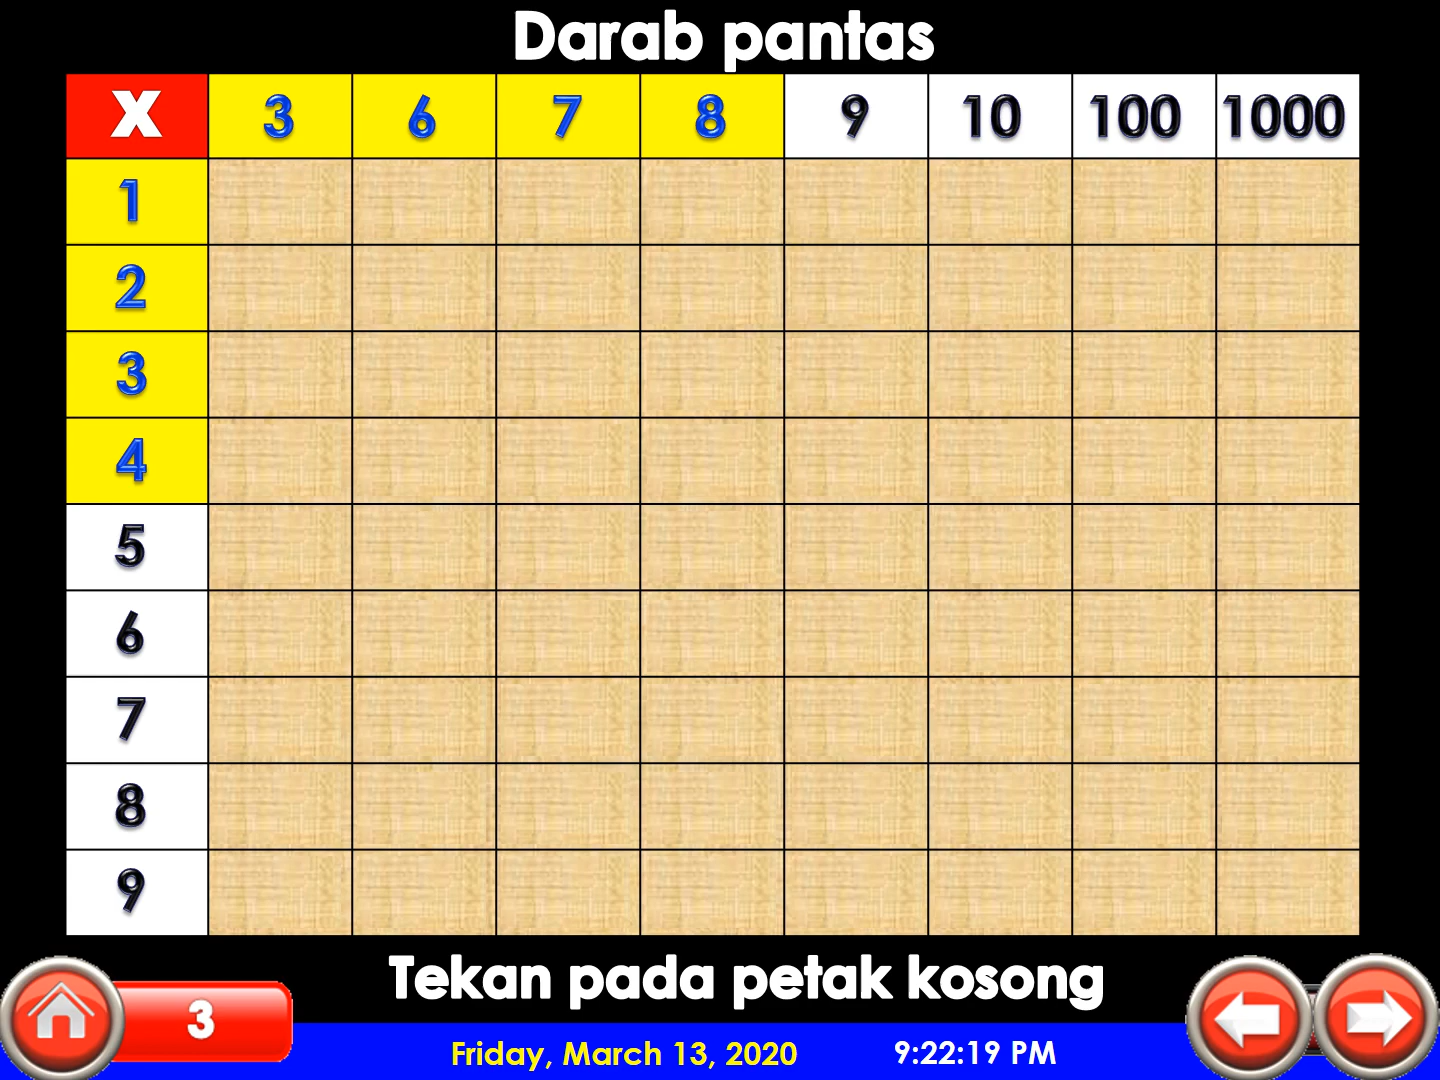 Darab pantas
X 3 6 7 8 9 10 100 1000
1
2
3
4
5
6
7
8
9
Tekan pada petak kosong
3
Friday, March 13, 2020 9:22:19 PM